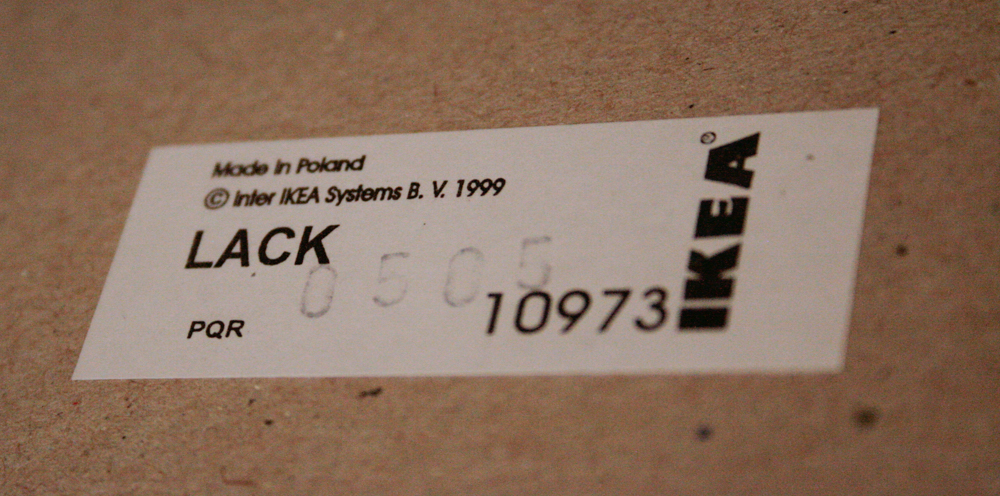 Made in Poland
© Inter IKEA Systems B. V. 1999
LACK
0505
PQR
10973
IKEA